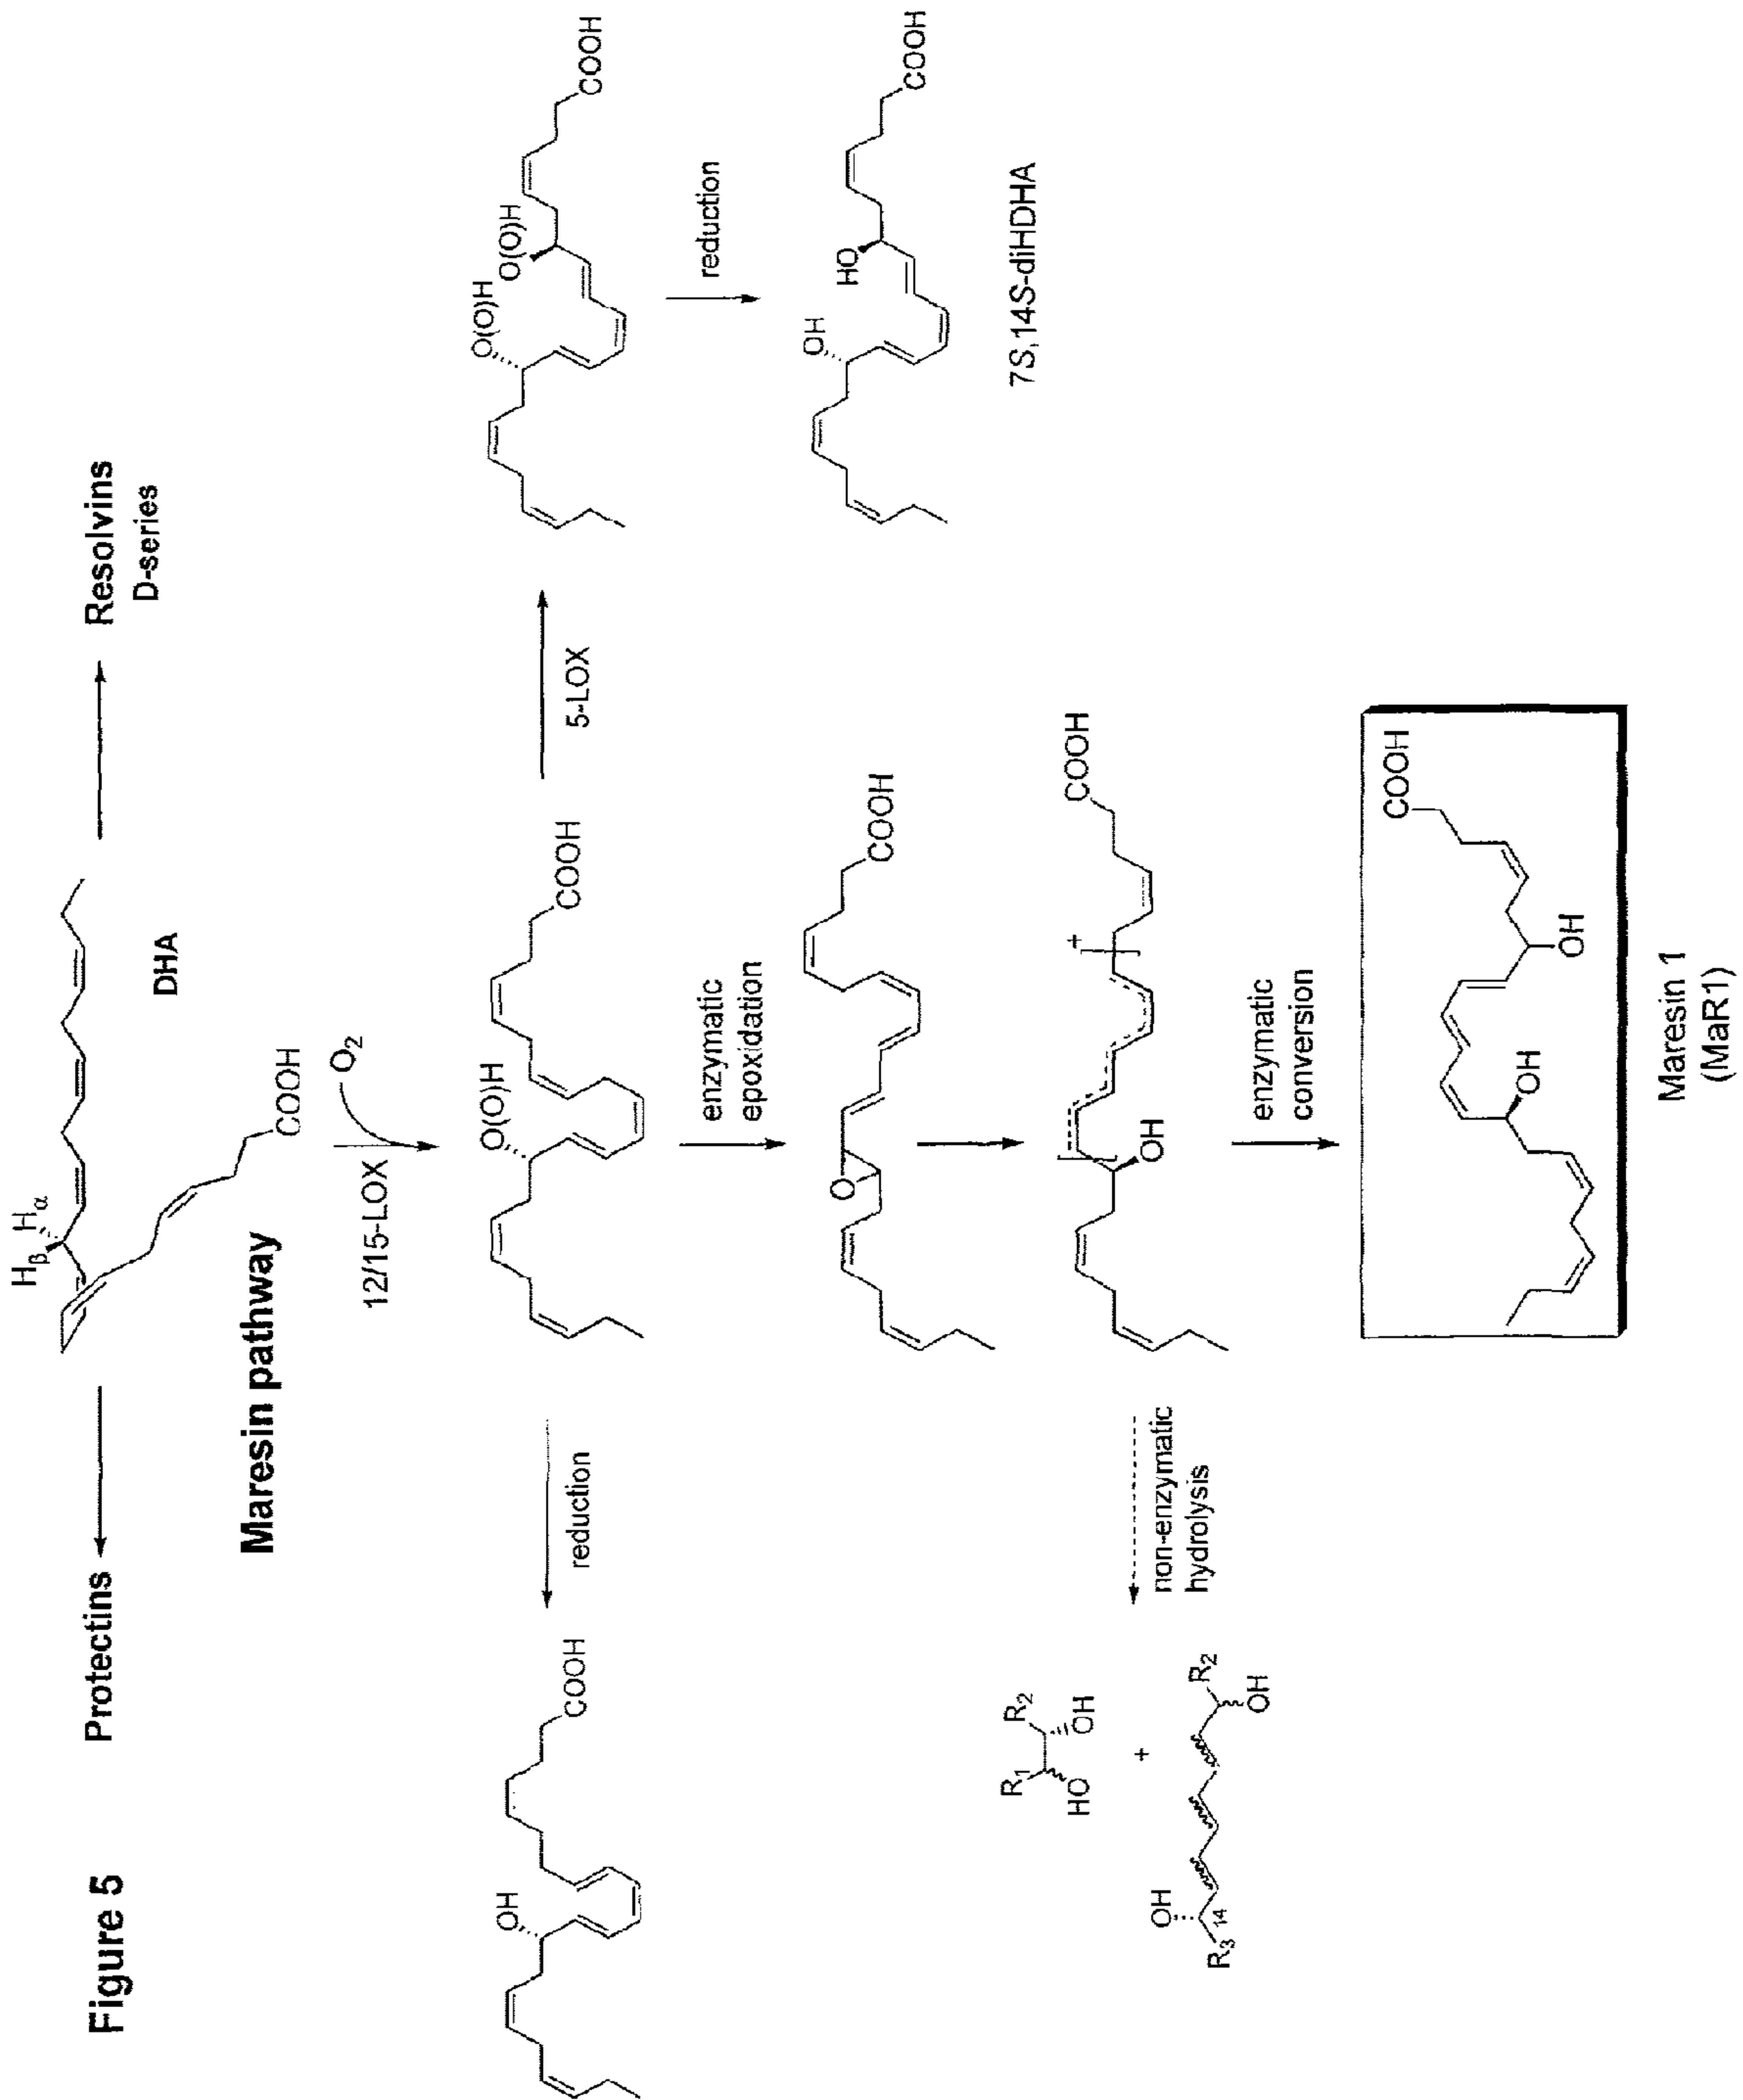 Figure 5
Protectins
Resolvins
D-series
Hβ
Hα
DHA
COOH
Maresin pathway
12/15-LOX
O2
O(O)H
COOH
reduction
OH
COOH
5-LOX
O(O)H
O(O)H
COOH
reduction
OH
HO
COOH
7S,14S-diHDHA
enzymatic
epoxidation
O
COOH
+
OH
COOH
non-enzymatic
hydrolysis
R1
R2
HO
OH
+
OH
14
R3
R2
OH
enzymatic
conversion
COOH
OH
OH
Maresin 1
(MaR1)